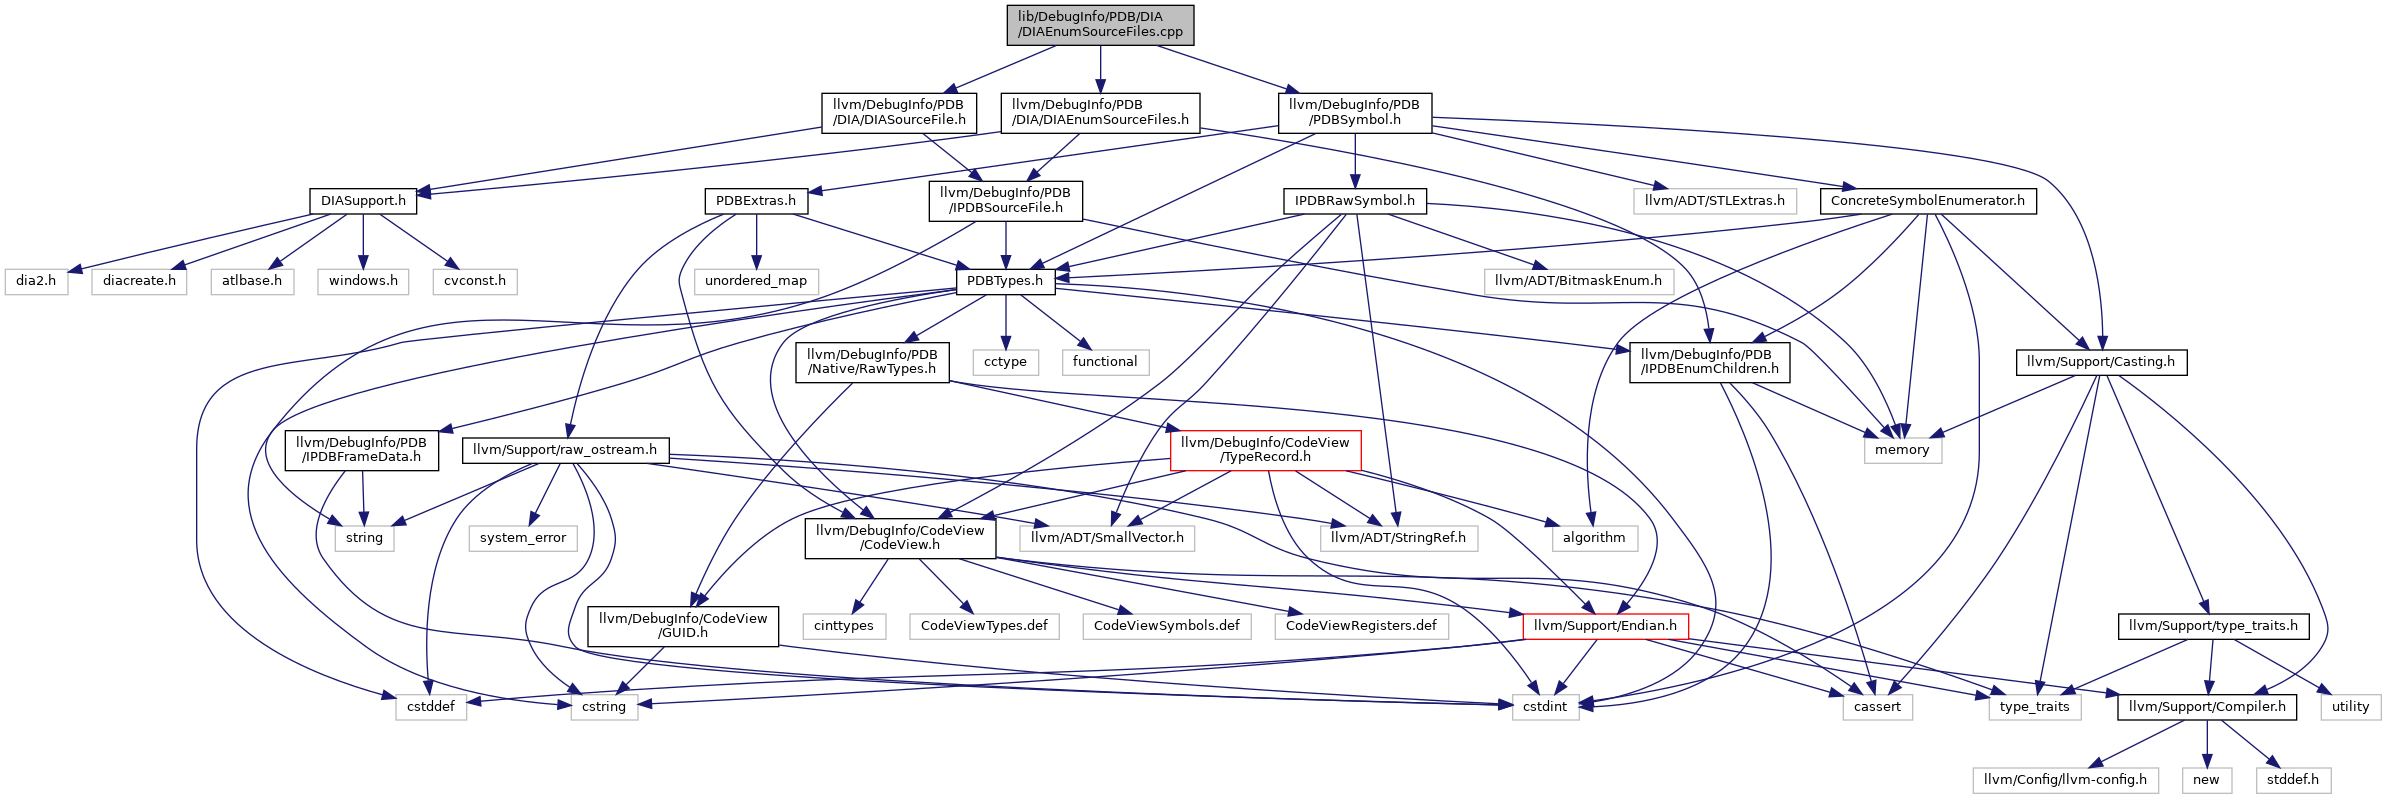 lib/DebugInfo/PDB/DIA
/DIAEnumSourceFiles.cpp
llvm/DebugInfo/PDB
/DIA/DIASourceFile.h
llvm/DebugInfo/PDB
/DIA/DIAEnumSourceFiles.h
llvm/DebugInfo/PDB
/PDBSymbol.h
DIASupport.h
PDBExtras.h
llvm/DebugInfo/PDB
/IPDBSourceFile.h
IPDBRawSymbol.h
llvm/ADT/STLExtras.h
ConcreteSymbolEnumerator.h
dia2.h
diacreate.h
atlbase.h
windows.h
cvconst.h
unordered_map
PDBTypes.h
llvm/ADT/BitmaskEnum.h
llvm/DebugInfo/PDB
/Native/RawTypes.h
cctype
functional
llvm/DebugInfo/PDB
/IPDBEnumChildren.h
llvm/Support/Casting.h
llvm/DebugInfo/PDB
/IPDBFrameData.h
llvm/Support/raw_ostream.h
llvm/DebugInfo/CodeView
/TypeRecord.h
memory
string
system_error
llvm/DebugInfo/CodeView
/CodeView.h
llvm/ADT/SmallVector.h
llvm/ADT/StringRef.h
algorithm
llvm/DebugInfo/CodeView
/GUID.h
cinttypes
CodeViewTypes.def
CodeViewSymbols.def
CodeViewRegisters.def
llvm/Support/Endian.h
llvm/Support/type_traits.h
cstddef
cstring
cstdint
cassert
type_traits
llvm/Support/Compiler.h
utility
llvm/Config/llvm-config.h
new
stddef.h